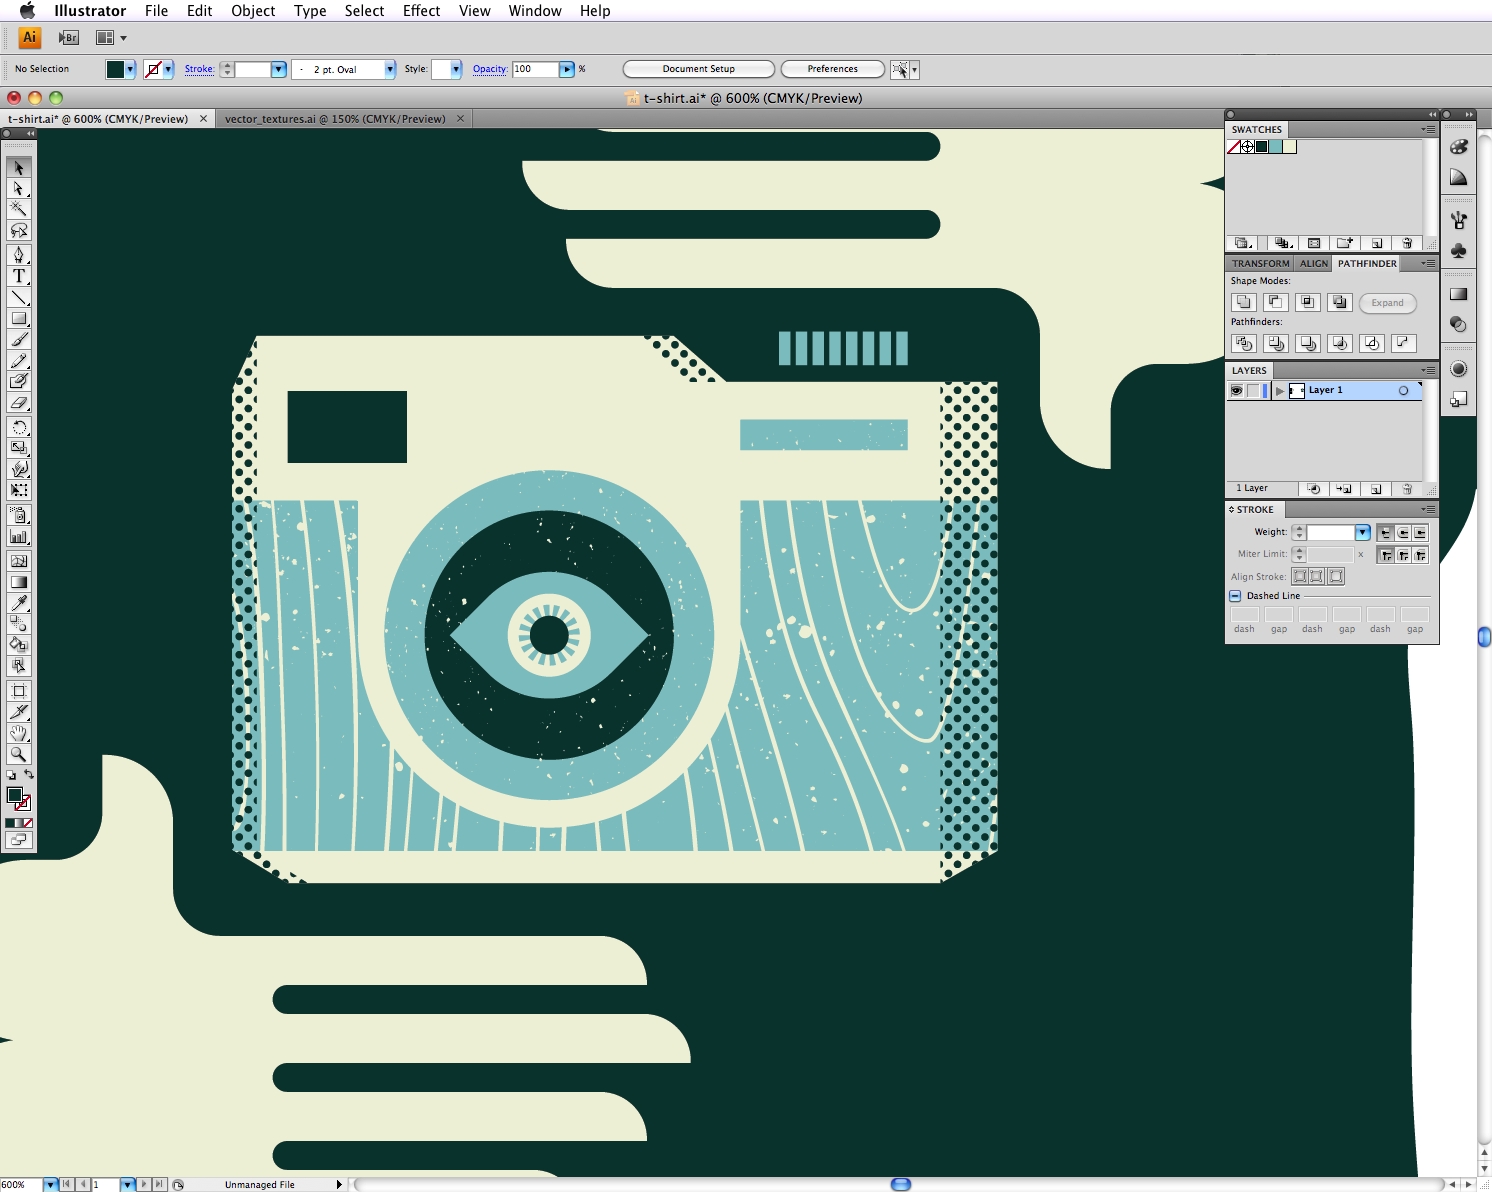 Illustrator File Edit Object Type Select Effect View Window Help
Ai Br
No Selection Stroke: 2 pt. Oval Style: Opacity: 100 % Document Setup Preferences
t-shirt.ai* @ 600% (CMYK/Preview)
t-shirt.ai* @ 600% (CMYK/Preview) vector_textures.ai @ 150% (CMYK/Preview)
SWATCHES
TRANSFORM ALIGN PATHFINDER
Shape Modes:
Expand
Pathfinders:
LAYERS
Layer 1
1 Layer
STROKE
Weight:
Miter Limit: x
Align Stroke:
Dashed Line
dash gap dash gap dash gap
T
600% 1 Unmanaged File